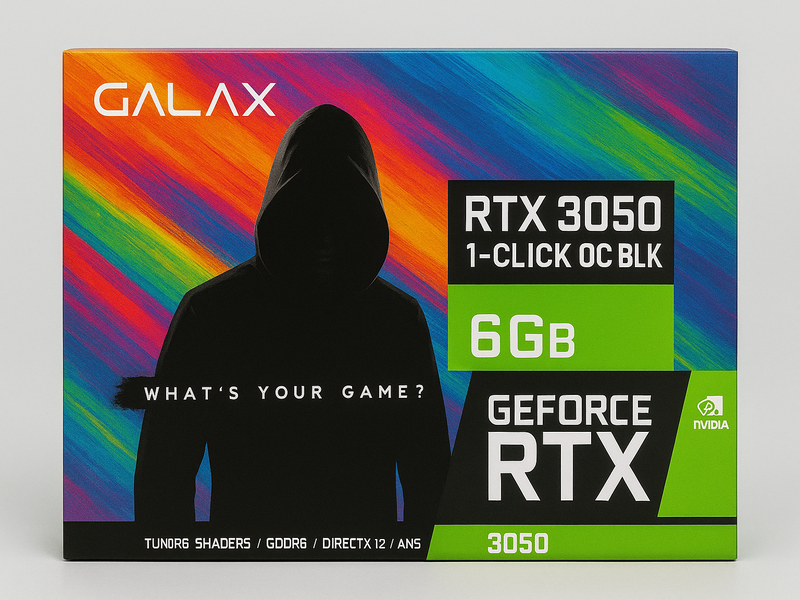 GALAX
RTX 3050
1-CLICK OC BLK
6GB
WHAT'S YOUR GAME?
GEFORCE
RTX
NVIDIA
TUN0R6 SHADERS / GDDR6 / DIRECTX 12 / ANS
3050